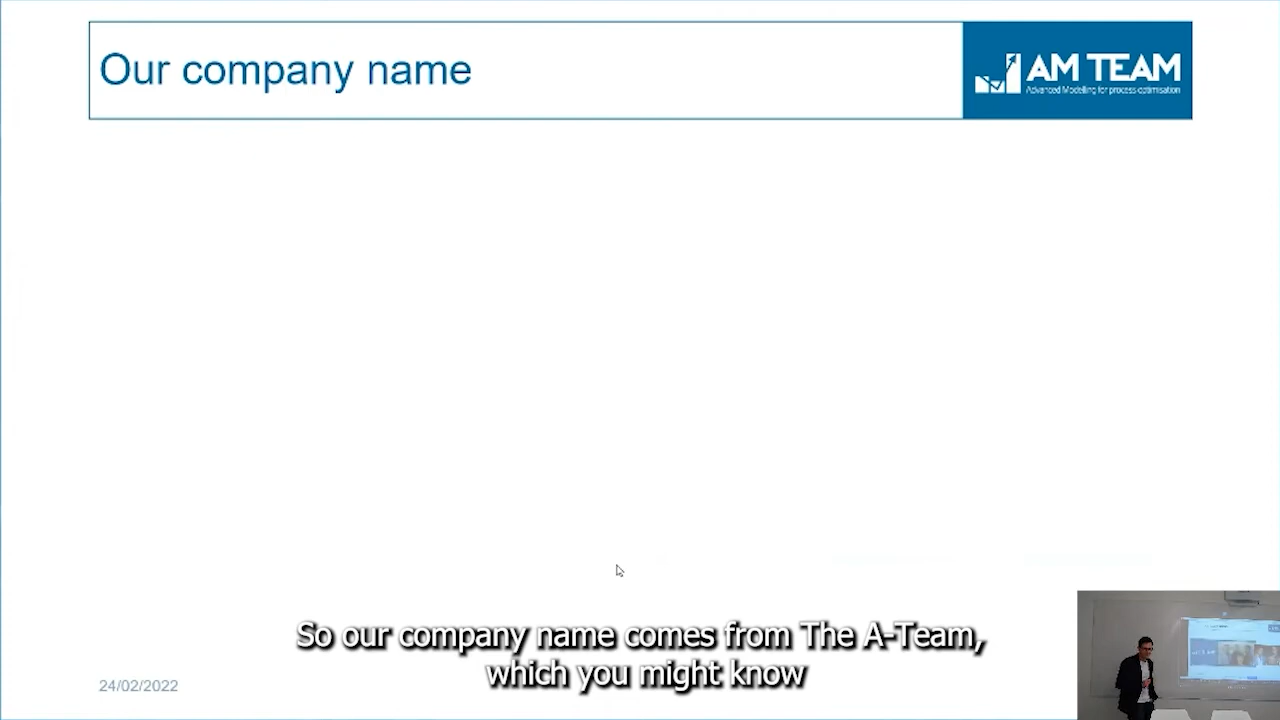 Our company name
AM TEAM
Advanced Modelling for process optimisation
So our company name comes from The A-Team,
which you might know
24/02/2022